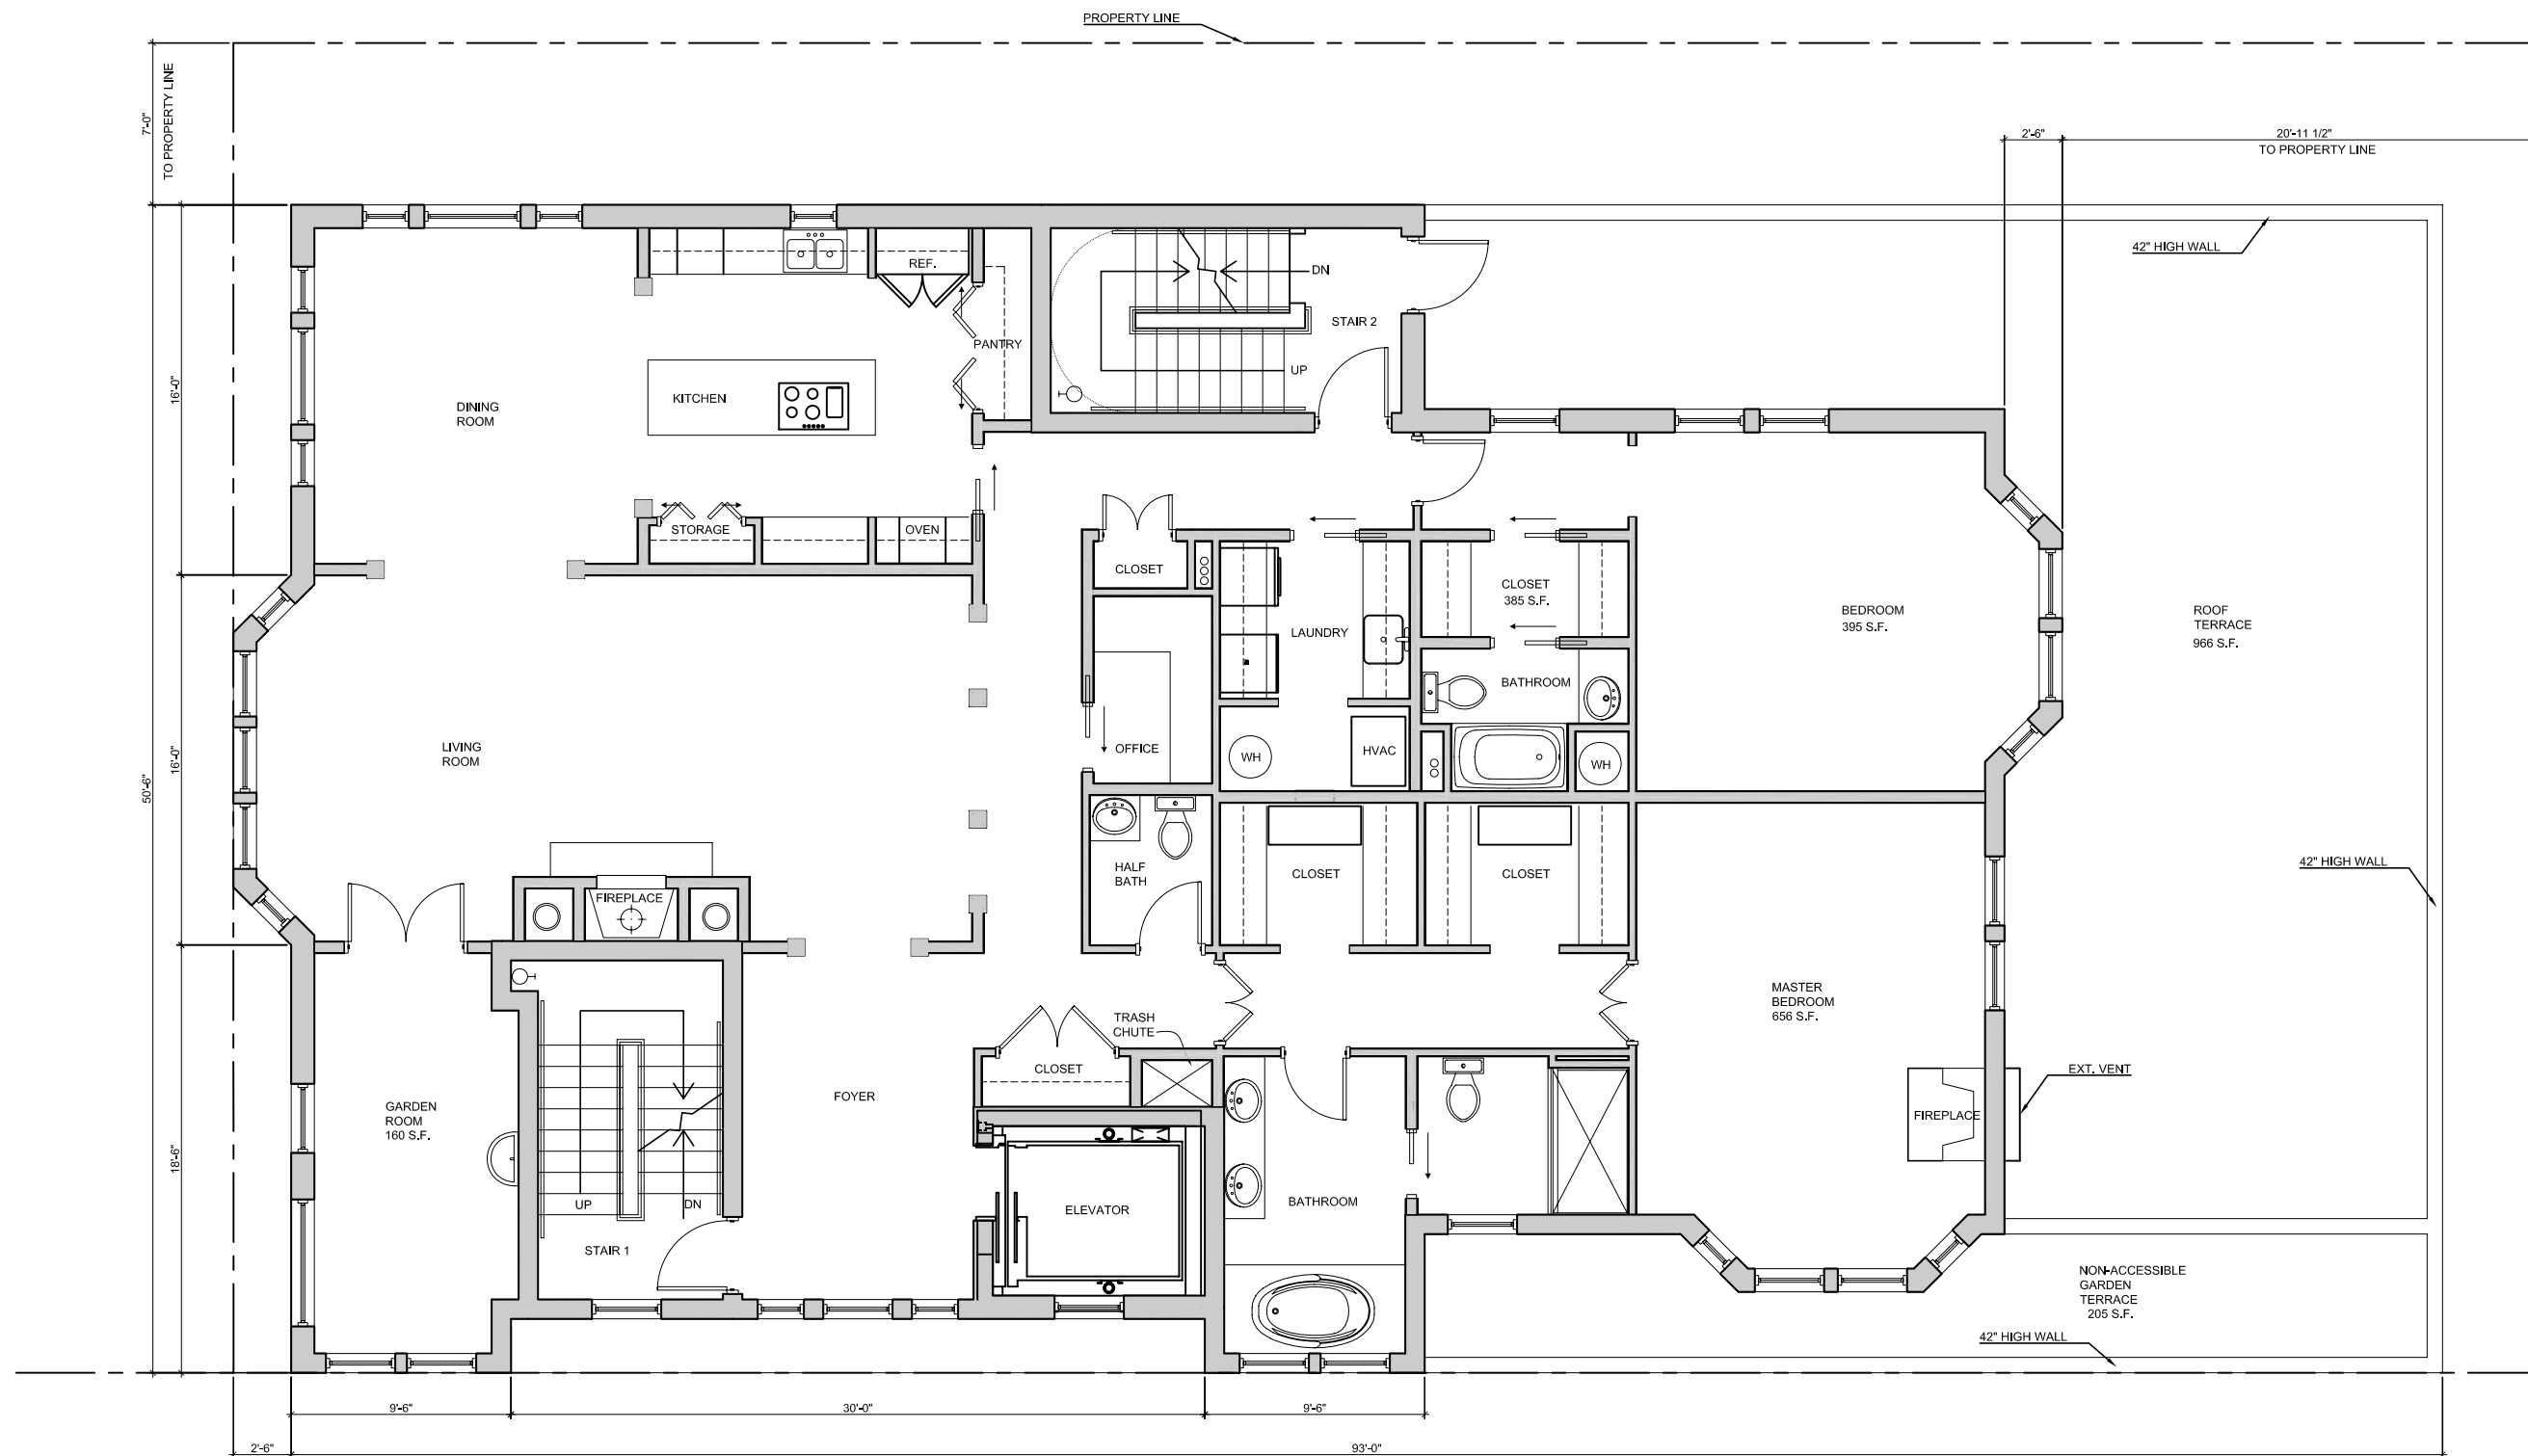 PROPERTY LINE
7'-0"
TO PROPERTY LINE
2'-6"
20'-11 1/2"
TO PROPERTY LINE
42" HIGH WALL
REF.
DN
STAIR 2
PANTRY
UP
16'-0"
KITCHEN
DINING
ROOM
STORAGE
OVEN
CLOSET
CLOSET
385 S.F.
LAUNDRY
BEDROOM
395 S.F.
ROOF
TERRACE
966 S.F.
BATHROOM
LIVING
ROOM
OFFICE
WH
HVAC
WH
16'-0"
50'-6"
HALF
BATH
CLOSET
CLOSET
42" HIGH WALL
FIREPLACE
MASTER
BEDROOM
656 S.F.
TRASH
CHUTE
CLOSET
EXT. VENT
FOYER
GARDEN
ROOM
160 S.F.
FIREPLACE
18'-6"
UP
DN
ELEVATOR
BATHROOM
STAIR 1
NON-ACCESSIBLE
GARDEN
TERRACE
205 S.F.
42" HIGH WALL
9'-6"
30'-0"
9'-6"
2'-6"
93'-0"